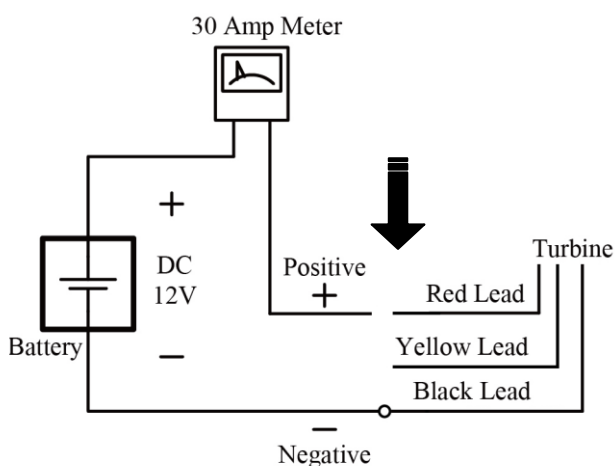 30 Amp Meter
+
DC
12V
−
Battery
Positive
+
Turbine
Red Lead
Yellow Lead
Black Lead
−
Negative